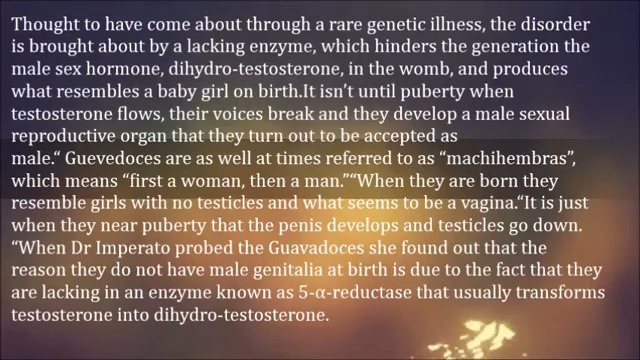 Thought to have come about through a rare genetic illness, the disorder
is brought about by a lacking enzyme, which hinders the generation the
male sex hormone, dihydro-testosterone, in the womb, and produces
what resembles a baby girl on birth.It isn’t until puberty when
testosterone flows, their voices break and they develop a male sexual
reproductive organ that they turn out to be accepted as
male.“ Guevedoces are as well at times referred to as “machihembras”,
which means “first a woman, then a man.”“When they are born they
resemble girls with no testicles and what seems to be a vagina.“It is just
when they near puberty that the penis develops and testicles go down.
“When Dr Imperato probed the Guavadoces she found out that the
reason they do not have male genitalia at birth is due to the fact that they
are lacking in an enzyme known as 5-α-reductase that usually transforms
testosterone into dihydro-testosterone.